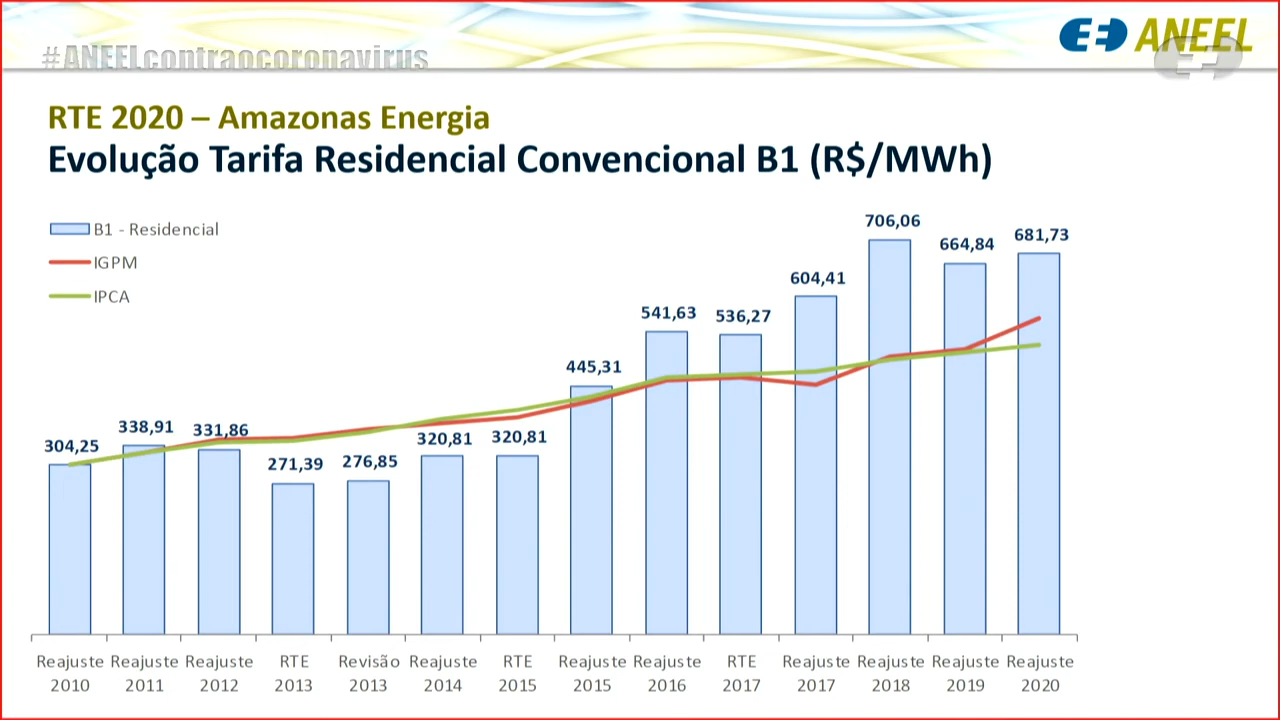 #ANEELcontraocoronavirus
ANEEL
RTE 2020 – Amazonas Energia
Evolução Tarifa Residencial Convencional B1 (R$/MWh)
B1 - Residencial
IGPM
IPCA
304,25
338,91
331,86
271,39
276,85
320,81
320,81
445,31
541,63
536,27
604,41
706,06
664,84
681,73
Reajuste 2010
Reajuste 2011
Reajuste 2012
RTE 2013
Revisão 2013
Reajuste 2014
RTE 2015
Reajuste 2015
Reajuste 2016
RTE 2017
Reajuste 2017
Reajuste 2018
Reajuste 2019
Reajuste 2020